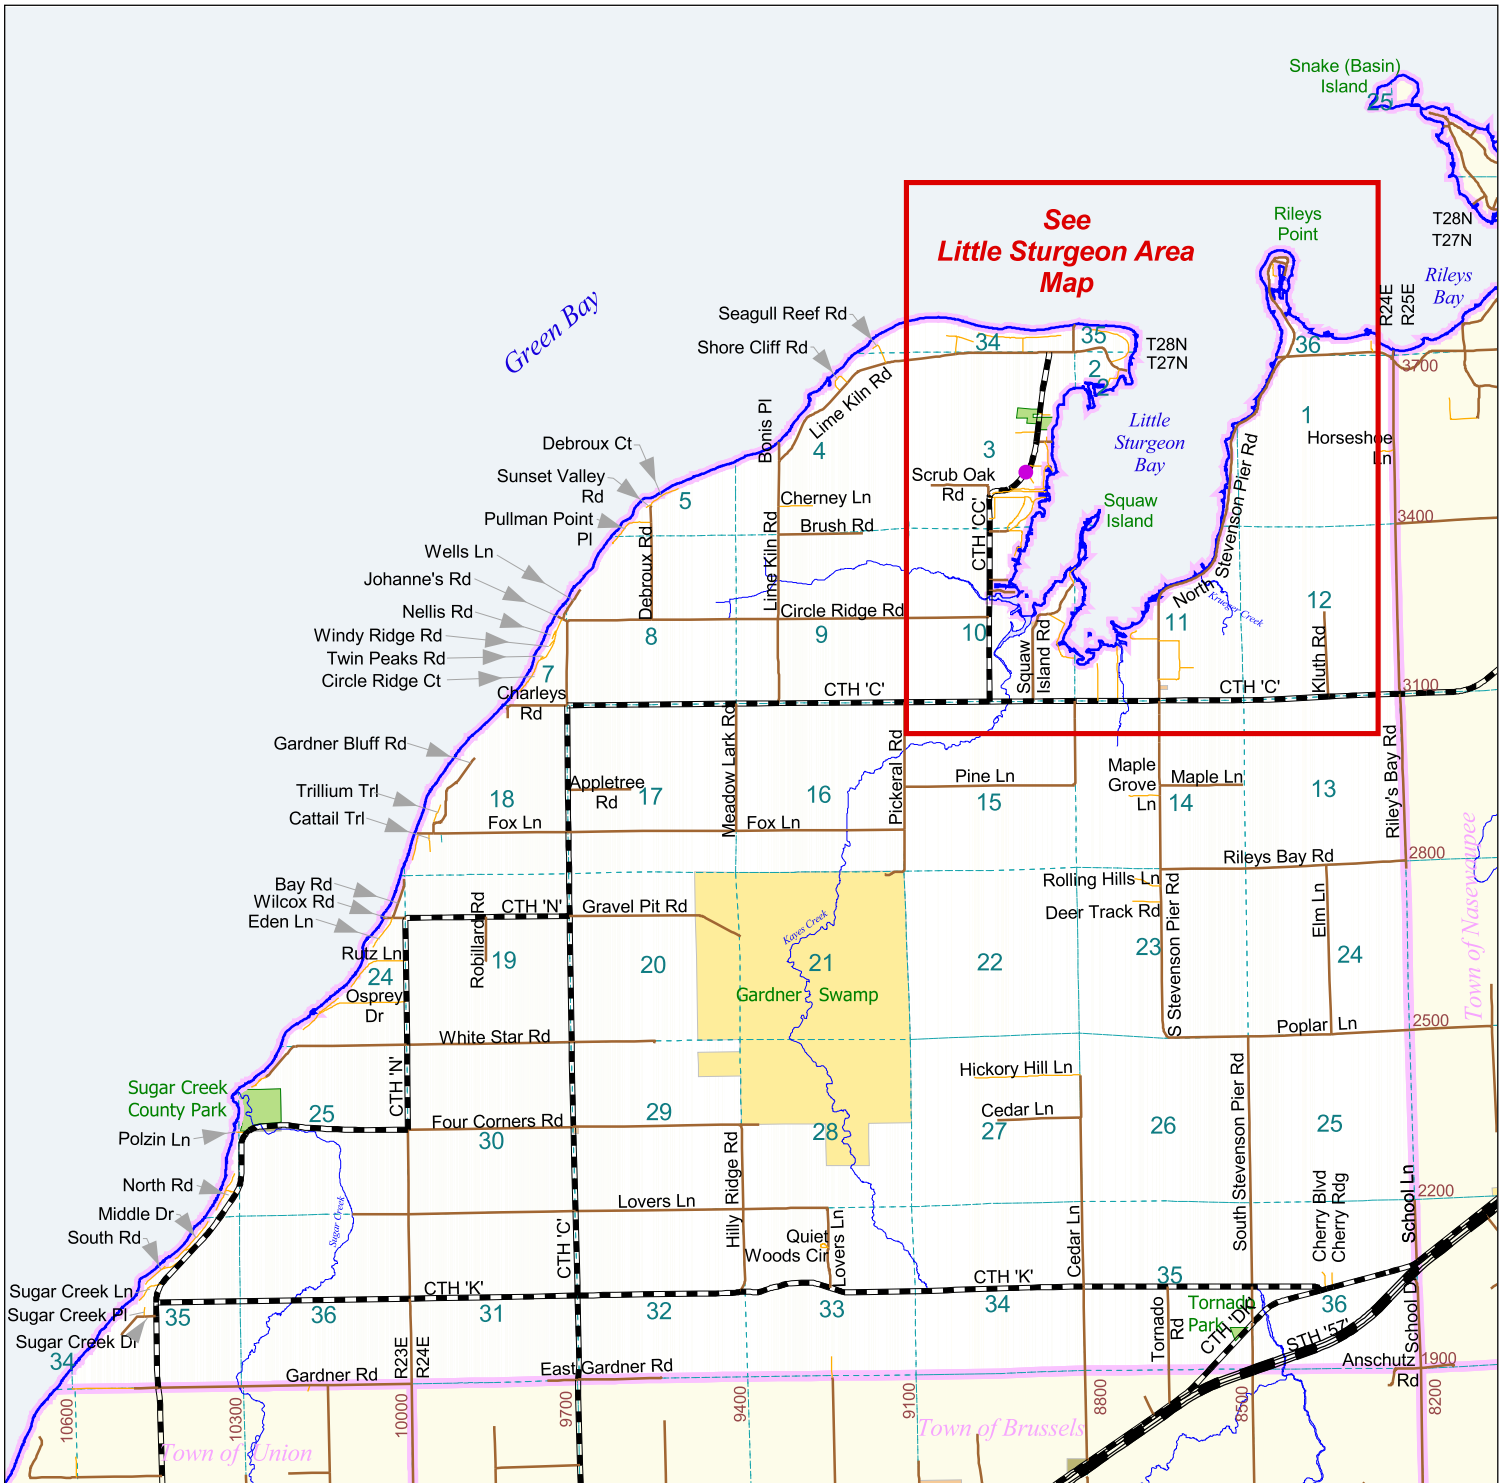 Snake (Basin)
Island
25
T28N
T27N
Rileys
Bay
Rileys
Point
R24E
R25E
See
Little Sturgeon Area
Map
Green Bay
Seagull Reef Rd
Shore Cliff Rd
Lime Kiln Rd
34
35
T28N
T27N
2
2
36
3700
Bonis Pl
Debroux Ct
Sunset Valley
Rd
Pullman Point
Pl
5
4
3
1
Little
Sturgeon
Bay
Horseshoe
Ln
Scrub Oak
Rd
Cherney Ln
Brush Rd
Squaw
Island
3400
Debroux Rd
Lime Kiln Rd
CTH 'CC'
North Stevenson Pier Rd
Wells Ln
Johanne's Rd
Nellis Rd
Windy Ridge Rd
Twin Peaks Rd
Circle Ridge Ct
Circle Ridge Rd
Krueger Creek
7
8
9
10
11
12
Squaw
Island Rd
Kluth Rd
Charleys
Rd
CTH 'C'
CTH 'C'
3100
Gardner Bluff Rd
Meadow Lark Rd
Pickeral Rd
Riley's Bay Rd
Trillium Trl
Cattail Trl
Appletree
Rd
Pine Ln
Maple
Grove
Ln
Maple Ln
18
17
16
15
14
13
Fox Ln
Fox Ln
Rileys Bay Rd
2800
Town of Nasewaupee
Bay Rd
Wilcox Rd
Eden Ln
Robillard Rd
CTH 'N'
Gravel Pit Rd
Kayes Creek
Rolling Hills Ln
Deer Track Rd
S Stevenson Pier Rd
Elm Ln
Rutz Ln
24
19
20
21
22
23
24
Gardner Swamp
Osprey
Dr
White Star Rd
Poplar Ln
2500
CTH 'N'
Hickory Hill Ln
Cedar Ln
Sugar Creek
County Park
25
Polzin Ln
Four Corners Rd
30
29
28
27
26
25
South Stevenson Pier Rd
North Rd
Middle Dr
South Rd
Sugar Creek
Lovers Ln
Hilly Ridge Rd
Quiet
Woods Cir
Lovers Ln
Cedar Ln
Cherry Blvd
Cherry Rdg
School Ln
2200
CTH 'C'
Sugar Creek Ln
Sugar Creek Pl
Sugar Creek Dr
CTH 'K'
CTH 'K'
35
36
31
32
33
34
35
36
34
Tornado
Park
Tornado
Rd
CTH 'DK'
STH '57'
School Dr
R23E
R24E
Gardner Rd
East Gardner Rd
Anschutz
Rd
1900
10600
10300
10000
9700
9400
9100
8800
8500
8200
Town of Union
Town of Brussels